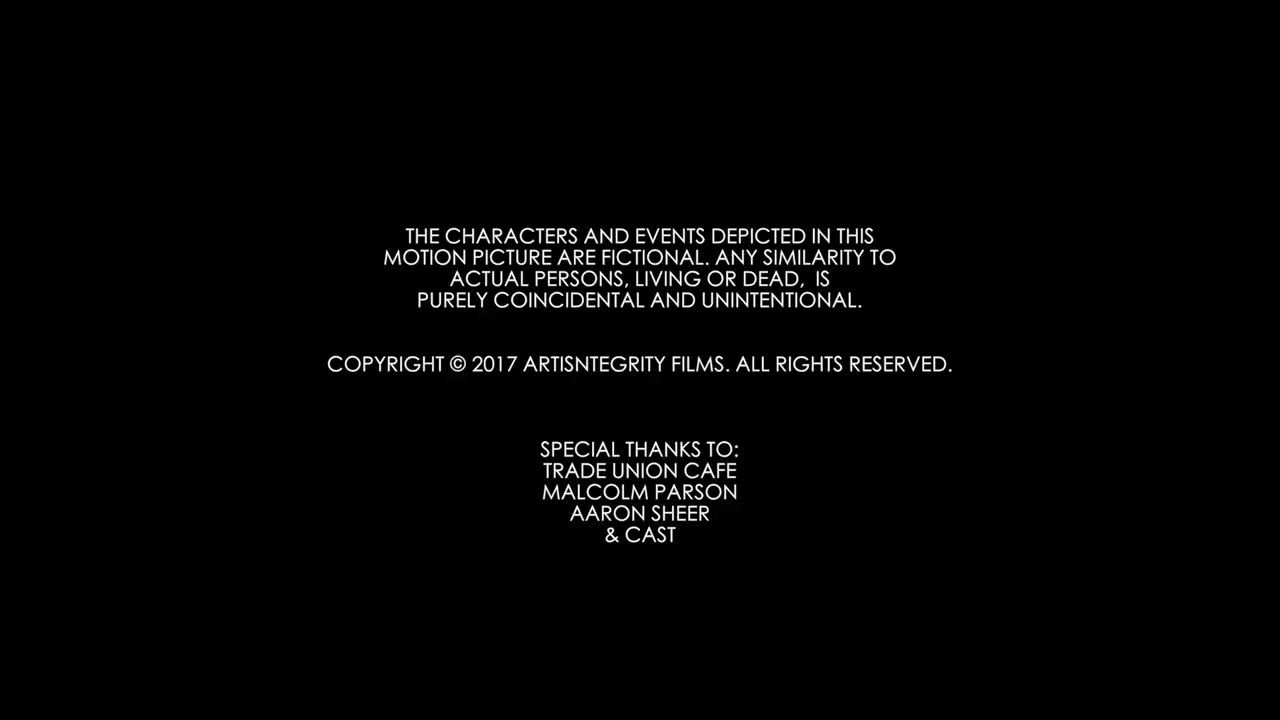 THE CHARACTERS AND EVENTS DEPICTED IN THIS
MOTION PICTURE ARE FICTIONAL. ANY SIMILARITY TO
ACTUAL PERSONS, LIVING OR DEAD,  IS
PURELY COINCIDENTAL AND UNINTENTIONAL.
COPYRIGHT © 2017 ARTISNTEGRITY FILMS. ALL RIGHTS RESERVED.
SPECIAL THANKS TO:
TRADE UNION CAFE
MALCOLM PARSON
AARON SHEER
& CAST